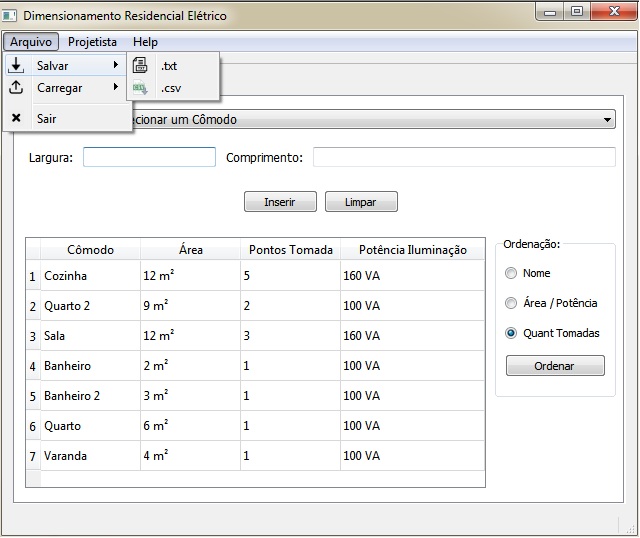 Dimensionamento Residencial Elétrico
Arquivo Projetista Help
Salvar .txt
Carregar .csv
Sair
ecionar um Cômodo
Largura: Comprimento:
Inserir Limpar
Cômodo Área Pontos Tomada Potência Iluminação
1 Cozinha 12 m² 5 160 VA
2 Quarto 2 9 m² 2 100 VA
3 Sala 12 m² 3 160 VA
4 Banheiro 2 m² 1 100 VA
5 Banheiro 2 3 m² 1 100 VA
6 Quarto 6 m² 1 100 VA
7 Varanda 4 m² 1 100 VA
Ordenação:
Nome
Área / Potência
Quant Tomadas
Ordenar